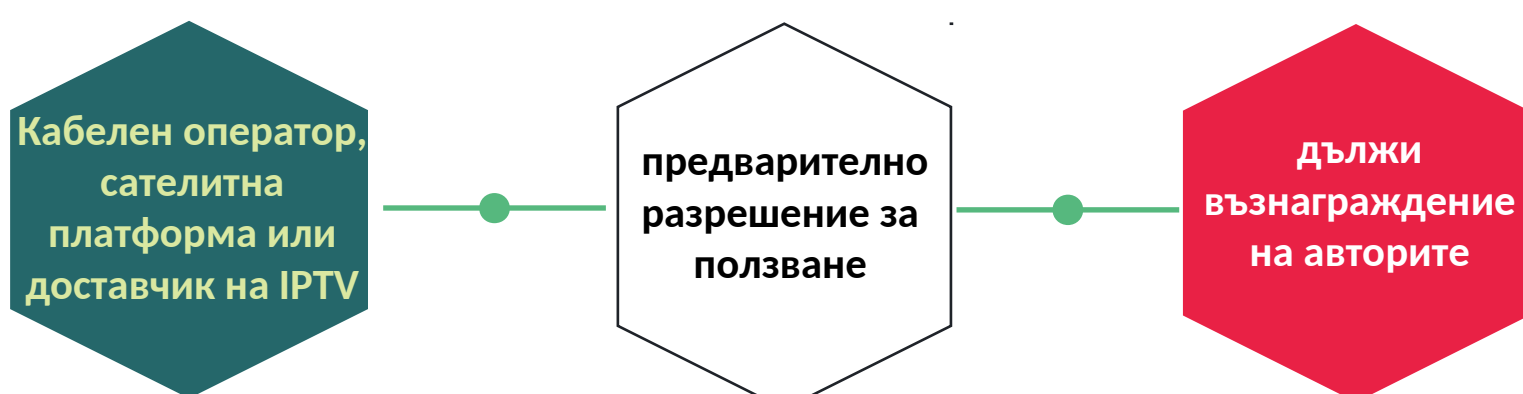 Кабелен оператор,
сателитна
платформа или
доставчик на IPTV
предварително
разрешение за
ползване
дължи
възнаграждение
на авторите